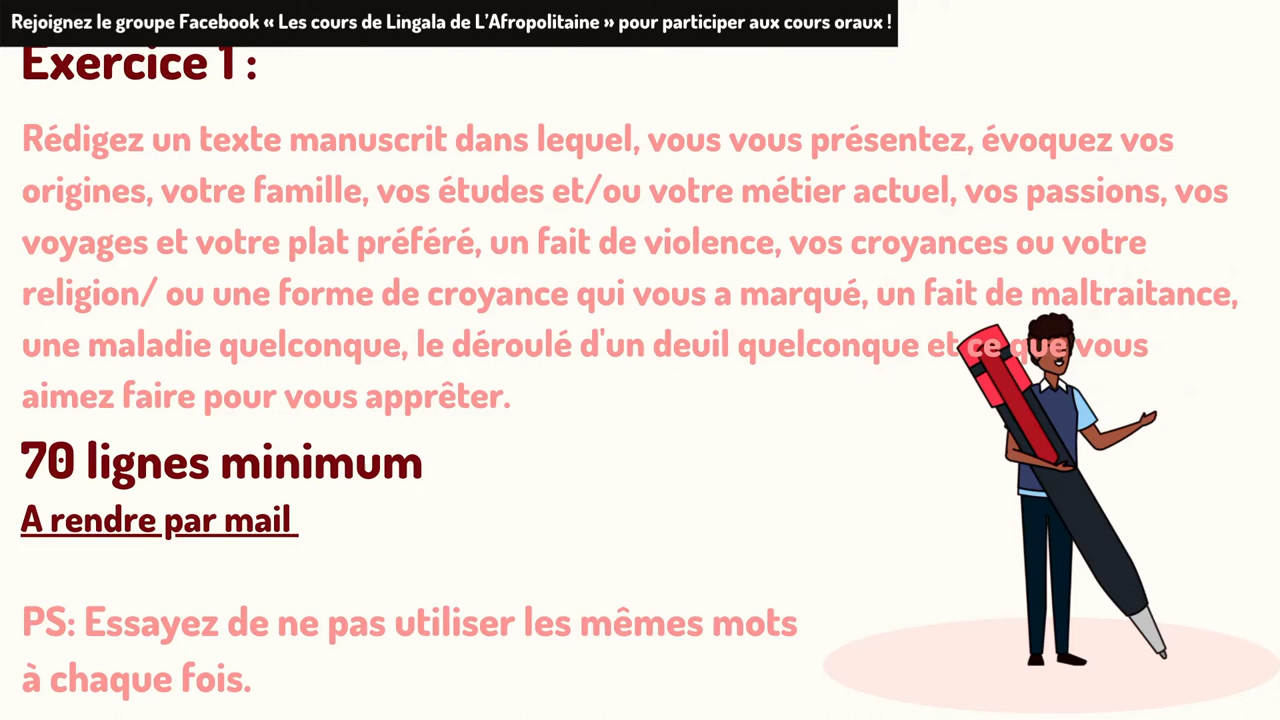 Rejoignez le groupe Facebook « Les cours de Lingala de L’Afropolitaine » pour participer aux cours oraux !
Exercice 1 :
Rédigez un texte manuscrit dans lequel, vous vous présentez, évoquez vos
origines, votre famille, vos études et/ou votre métier actuel, vos passions, vos
voyages et votre plat préféré, un fait de violence, vos croyances ou votre
religion/ ou une forme de croyance qui vous a marqué, un fait de maltraitance,
une maladie quelconque, le déroulé d'un deuil quelconque et ce que vous
aimez faire pour vous apprêter.
70 lignes minimum
A rendre par mail
PS: Essayez de ne pas utiliser les mêmes mots
à chaque fois.